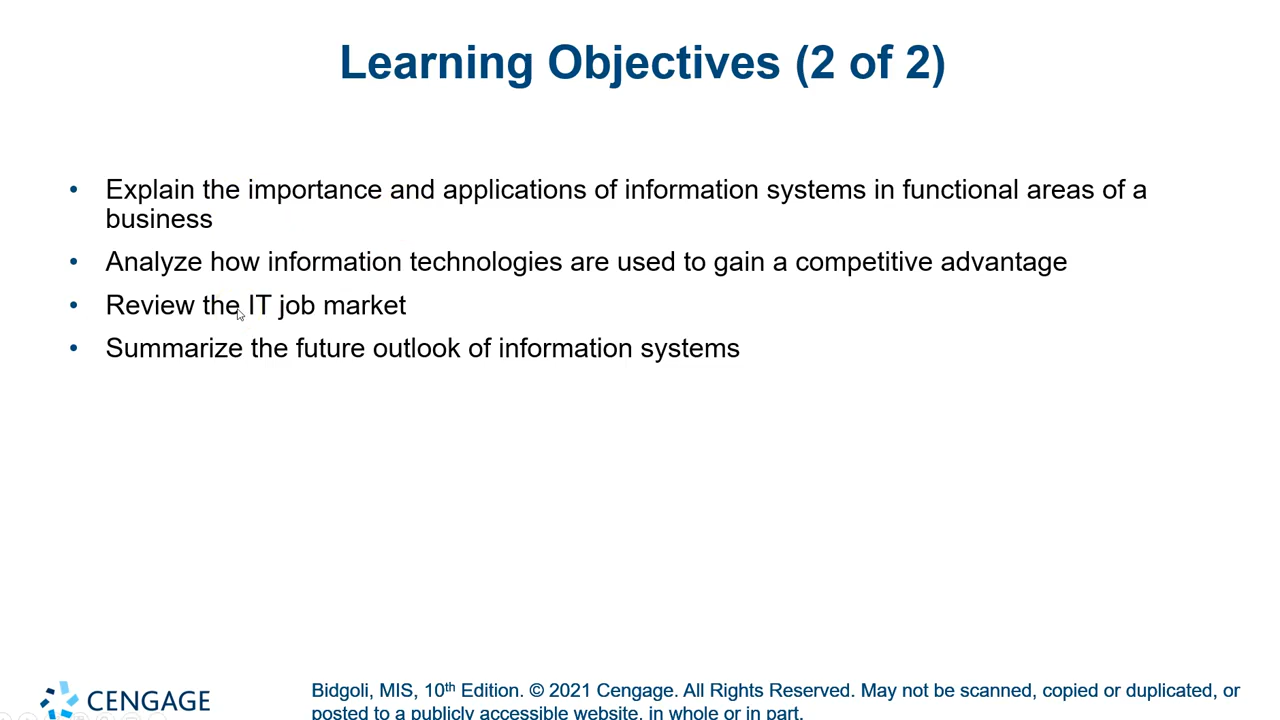 Learning Objectives (2 of 2)
• Explain the importance and applications of information systems in functional areas of a
business
• Analyze how information technologies are used to gain a competitive advantage
• Review the IT job market
• Summarize the future outlook of information systems
CENGAGE
Bidgoli, MIS, 10th Edition. © 2021 Cengage. All Rights Reserved. May not be scanned, copied or duplicated, or
posted to a publicly accessible website, in whole or in part.